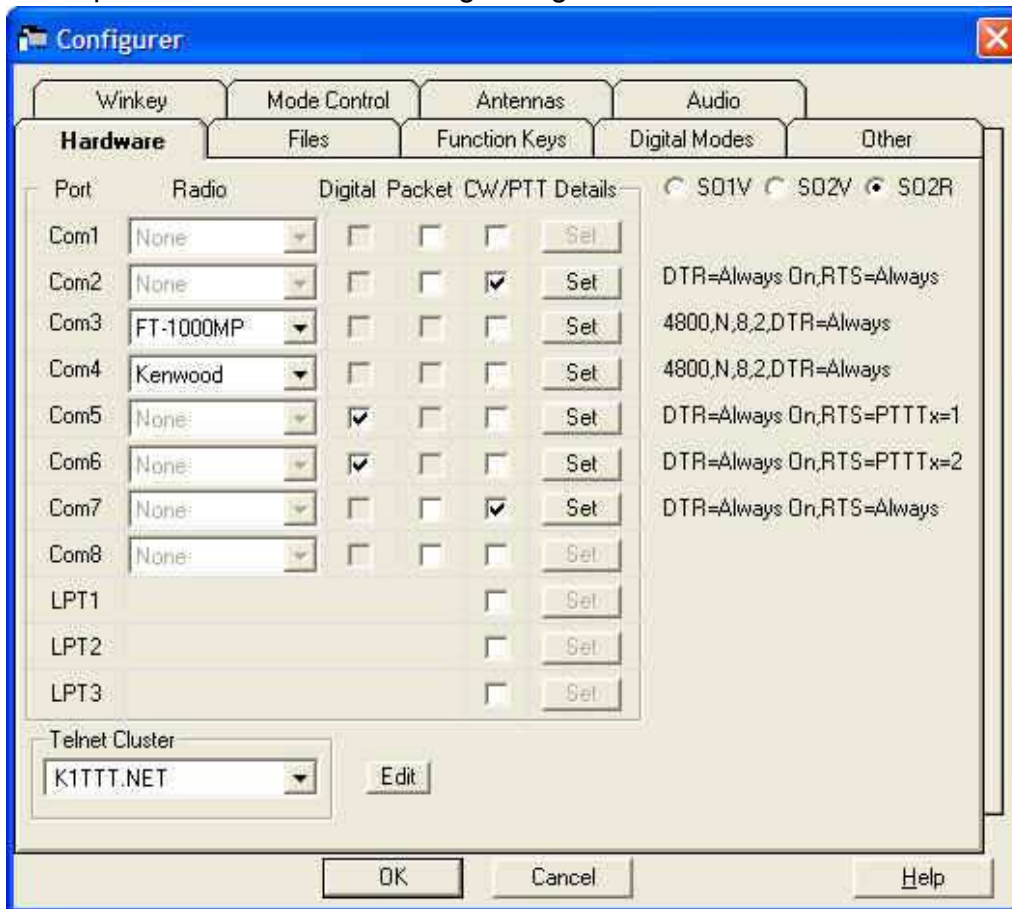 Configurer
Winkey Mode Control Antennas Audio
Hardware Files Function Keys Digital Modes Other
Port Radio Digital Packet CW/PTT Details SO1V SO2V SO2R
Com1 None Set
Com2 None Set DTR=Always On,RTS=Always
Com3 FT-1000MP Set 4800,N,8,2,DTR=Always
Com4 Kenwood Set 4800,N,8,2,DTR=Always
Com5 None Set DTR=Always On,RTS=PTTTx=1
Com6 None Set DTR=Always On,RTS=PTTTx=2
Com7 None Set DTR=Always On,RTS=Always
Com8 None Set
LPT1 Set
LPT2 Set
LPT3 Set
Telnet Cluster
K1TTT.NET Edit
OK Cancel Help